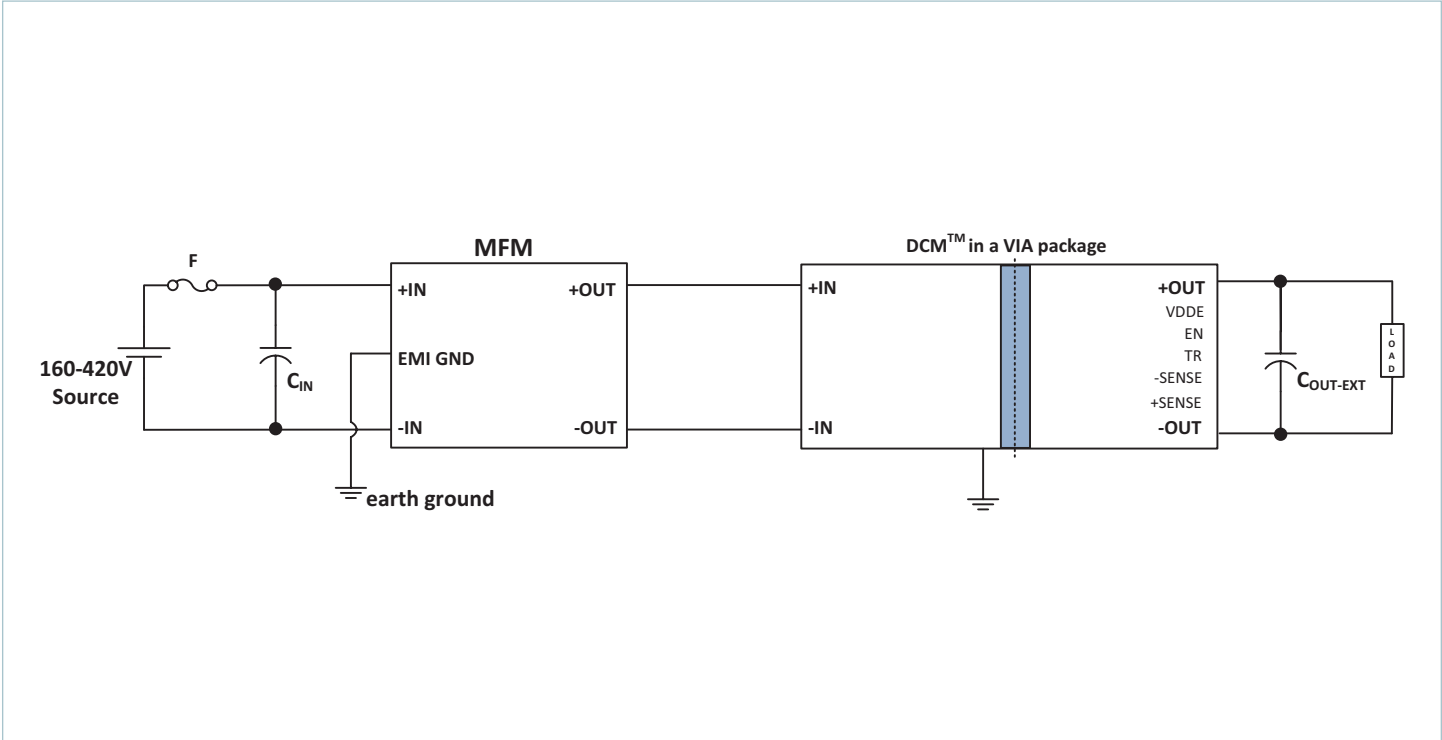 F
160-420V
Source
C_IN
MFM
+IN
EMI GND
-IN
+OUT
-OUT
earth ground
DCM™ in a VIA package
+IN
-IN
+OUT
VDDE
EN
TR
-SENSE
+SENSE
-OUT
C_OUT-EXT
LOAD